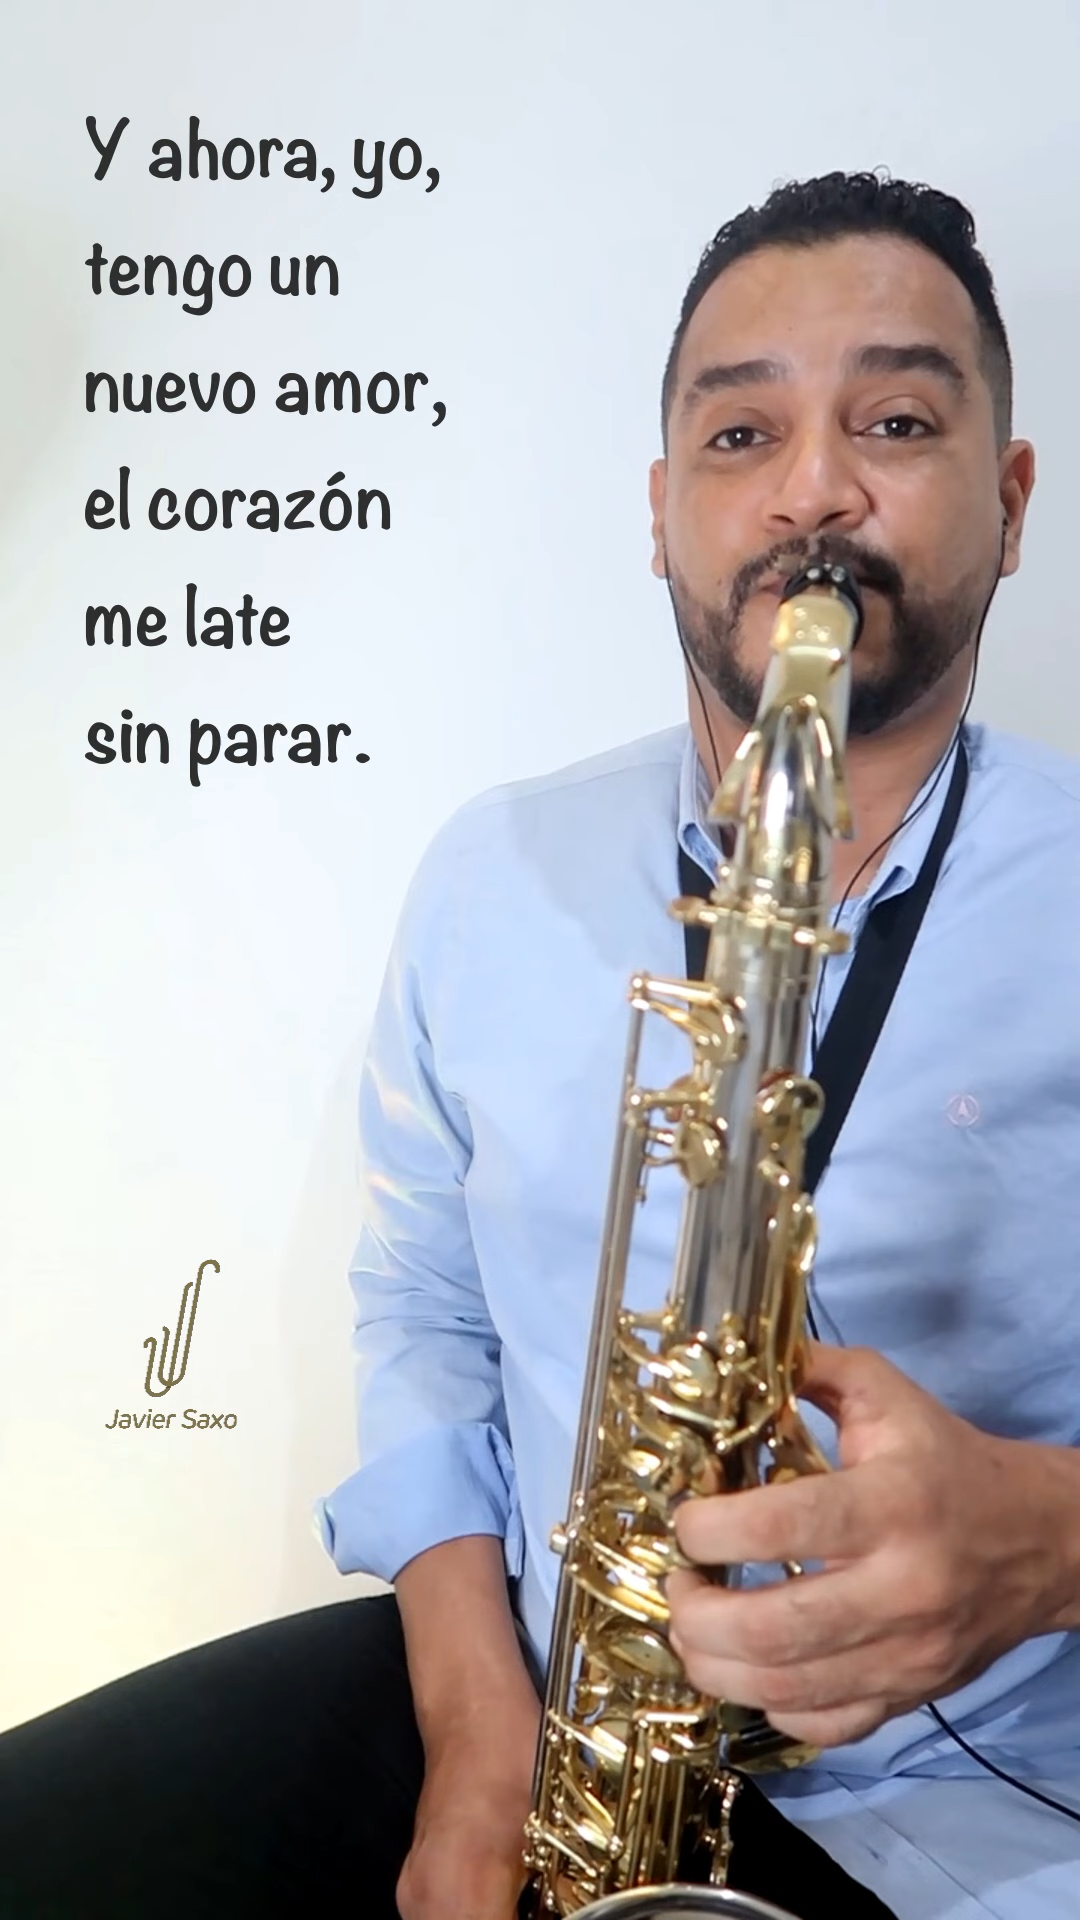 Y ahora, yo,
tengo un
nuevo amor,
el corazón
me late
sin parar.
Javier Saxo